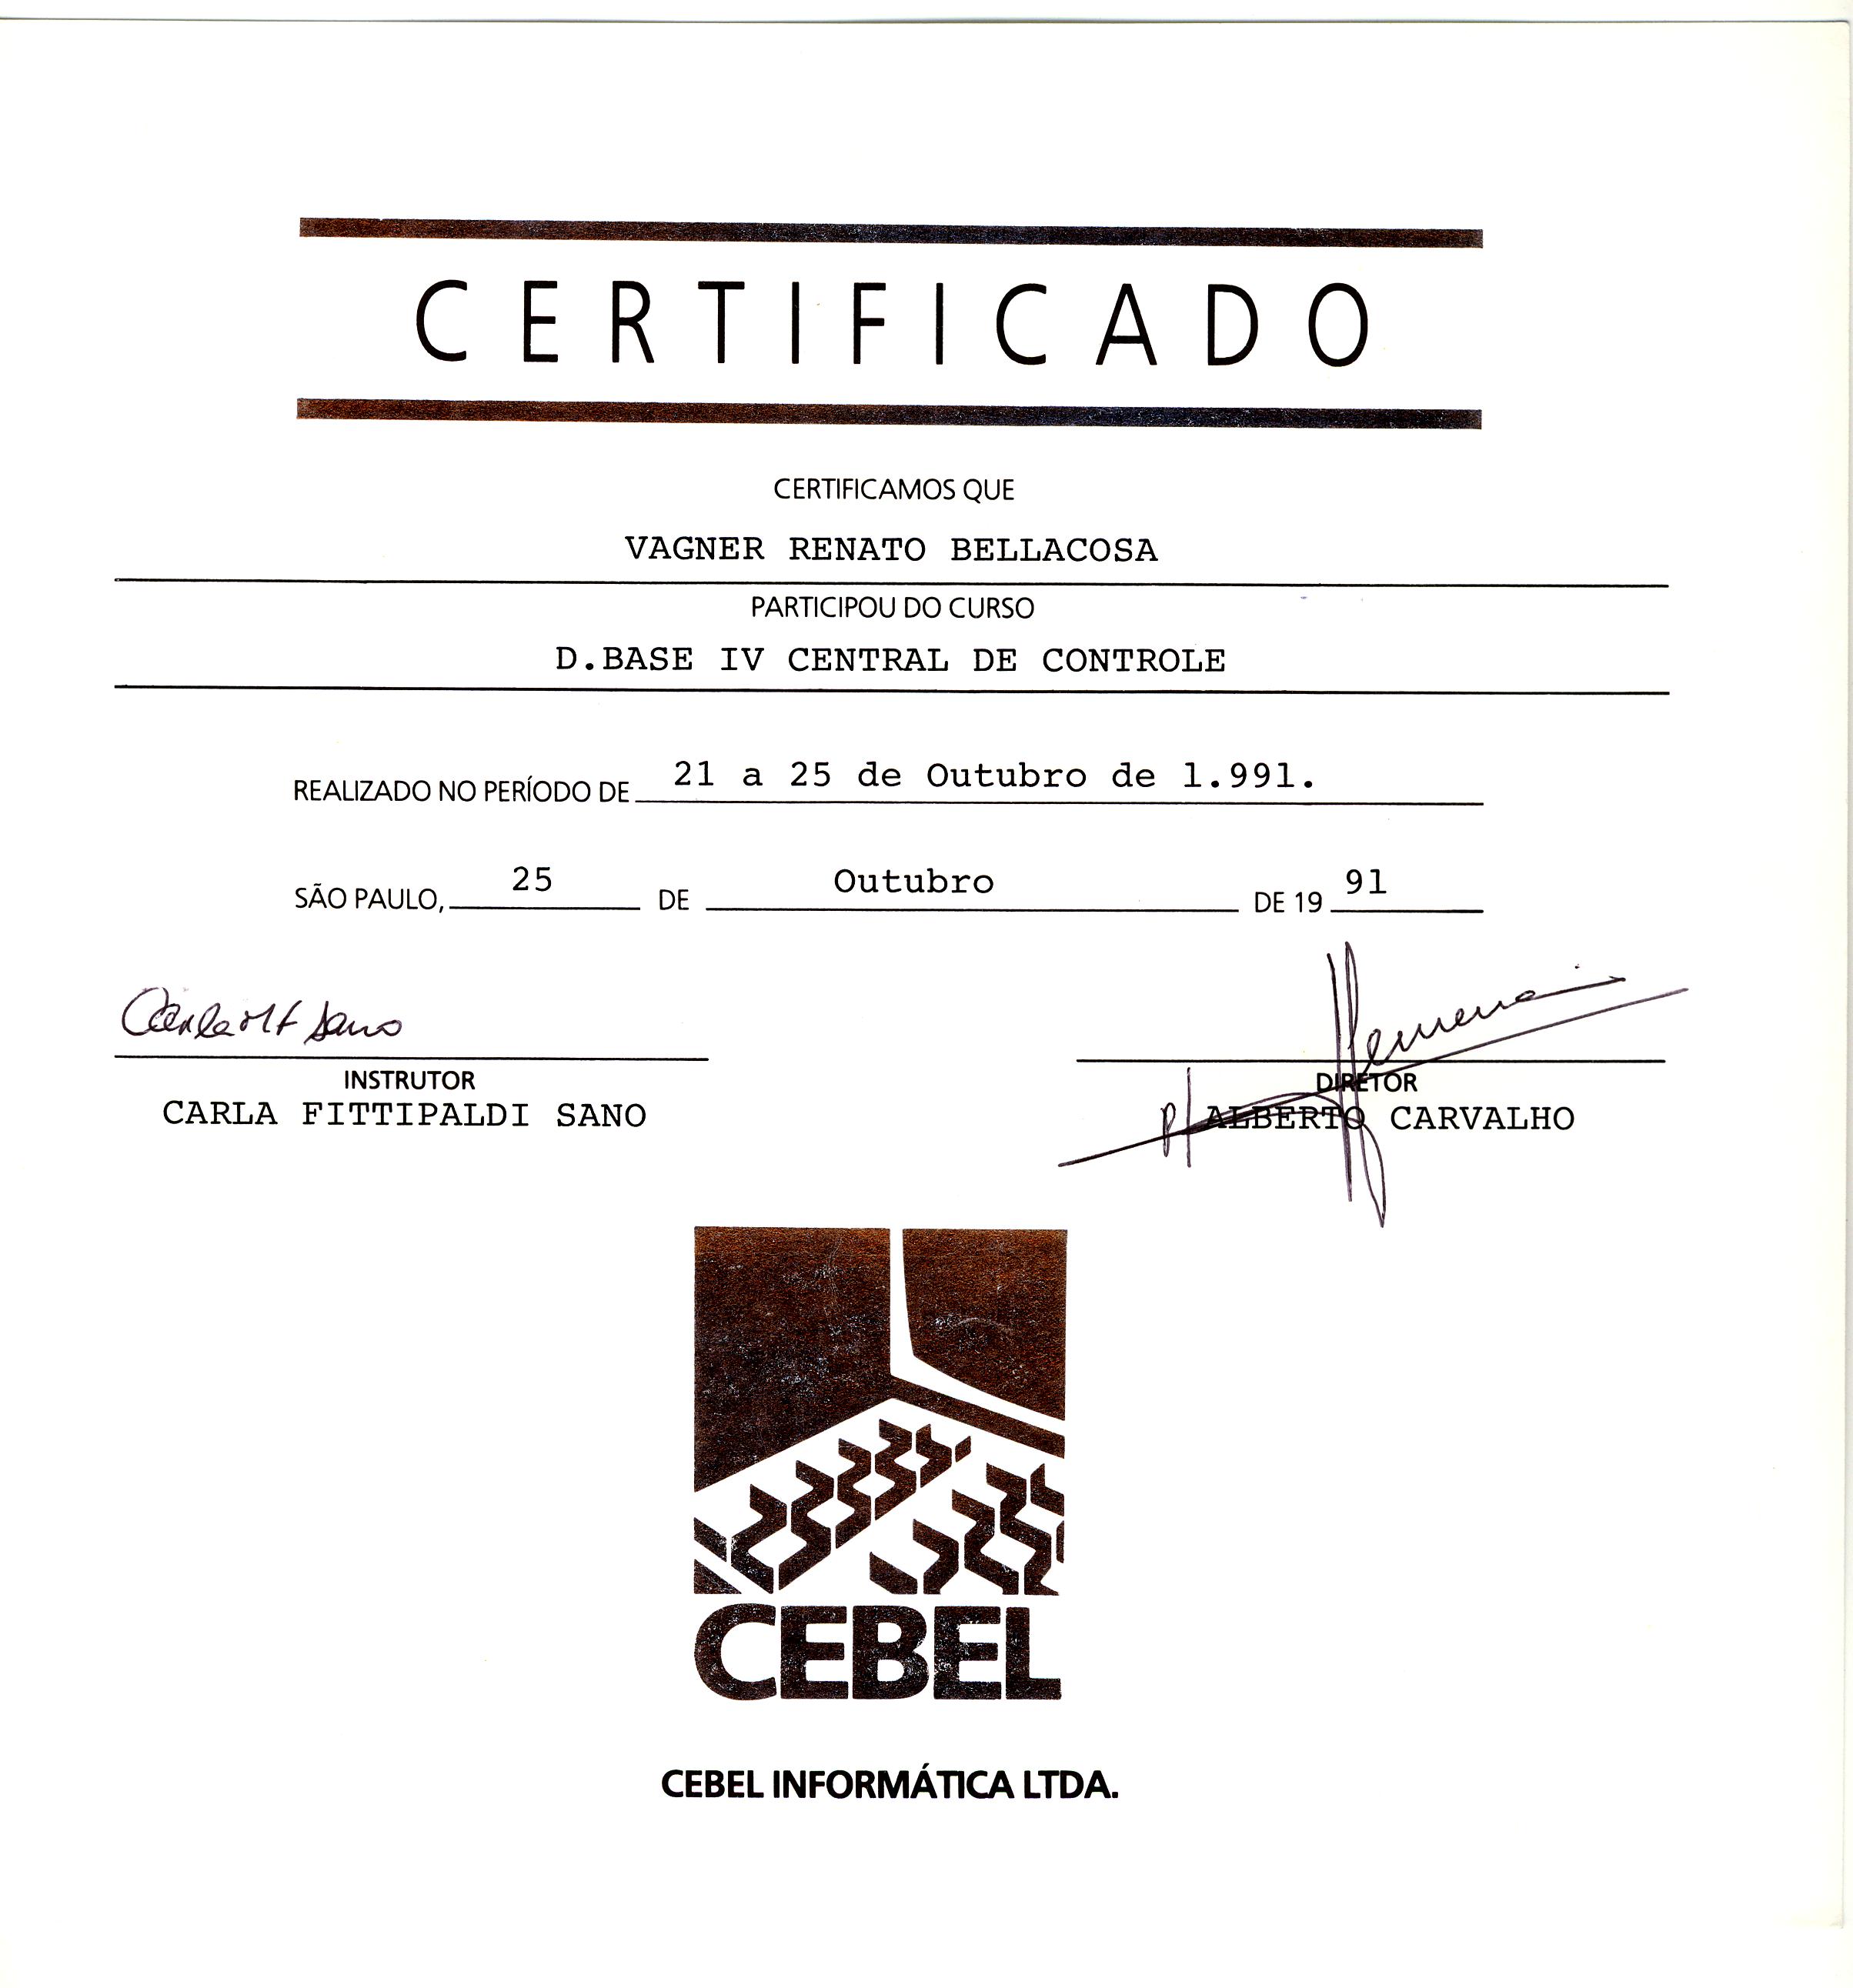 CERTIFICADO
CERTIFICAMOS QUE
VAGNER RENATO BELLACOSA
PARTICIPOU DO CURSO
D.BASE IV CENTRAL DE CONTROLE
REALIZADO NO PERÍODO DE 21 a 25 de Outubro de 1.991.
SÃO PAULO, 25 DE Outubro DE 19 91
INSTRUTOR
CARLA FITTIPALDI SANO
DIRETOR
ALBERTO CARVALHO
CEBEL
CEBEL INFORMÁTICA LTDA.